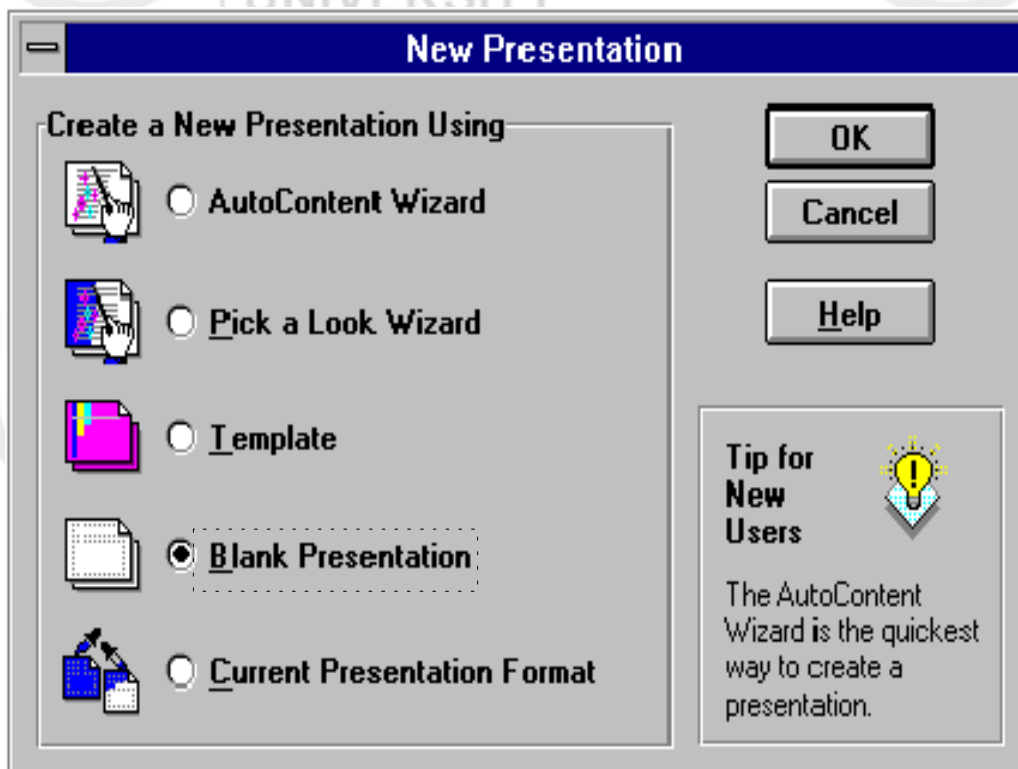 UNIVERSITY
New Presentation
Create a New Presentation Using
AutoContent Wizard
Pick a Look Wizard
Template
Blank Presentation
Current Presentation Format
OK
Cancel
Help
Tip for
New
Users
The AutoContent
Wizard is the quickest
way to create a
presentation.